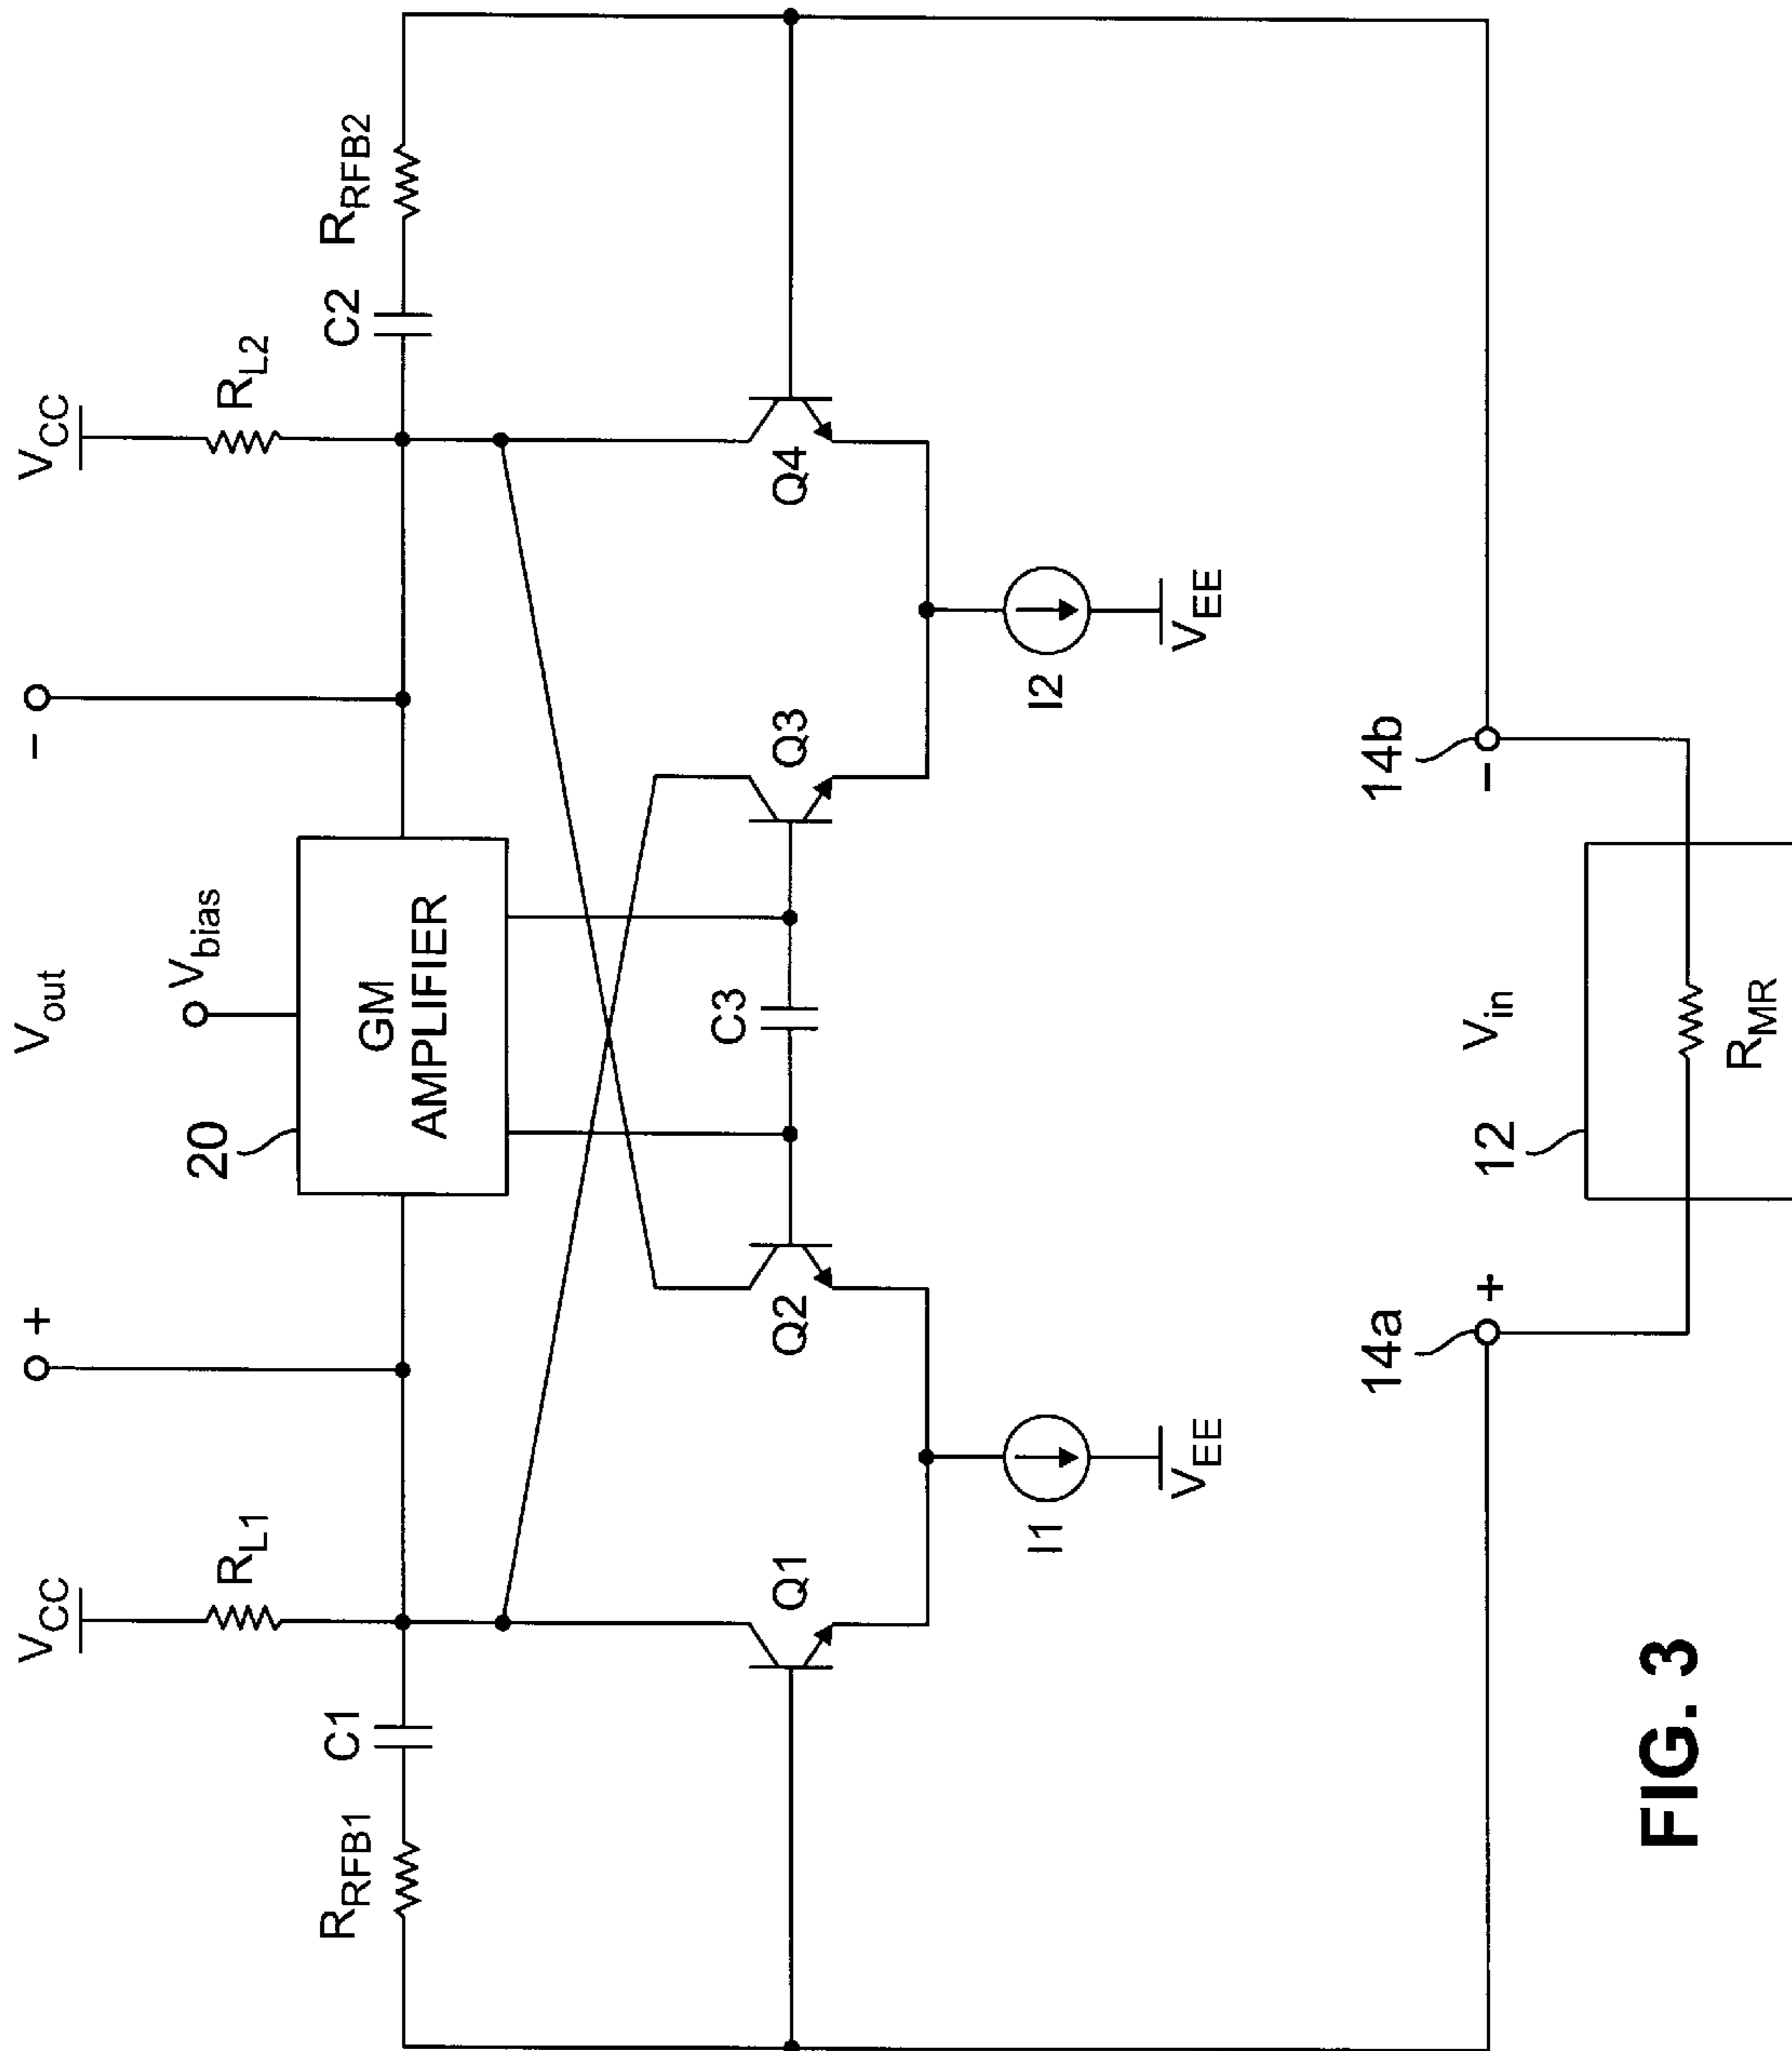 Vout
+
−
VCC
VCC
Vbias
RL1
RL2
20
RRFB1
C1
GM
AMPLIFIER
C2
RRFB2
C3
Q1
Q2
Q3
Q4
I1
I2
VEE
VEE
14a
+
Vin
−
14b
12
RMR
FIG. 3